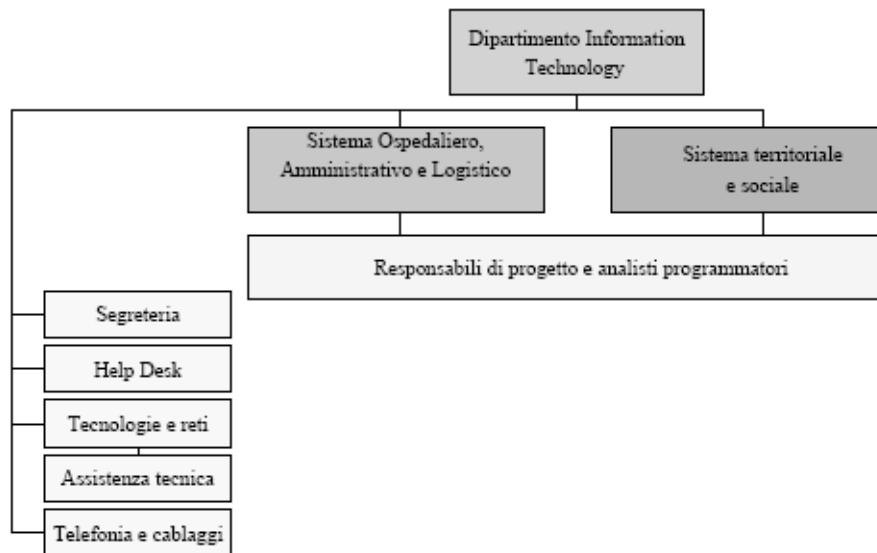 Dipartimento Information
Technology
Sistema Ospedaliero,
Amministrativo e Logistico
Sistema territoriale
e sociale
Responsabili di progetto e analisti programmatori
Segreteria
Help Desk
Tecnologie e reti
Assistenza tecnica
Telefonia e cablaggi